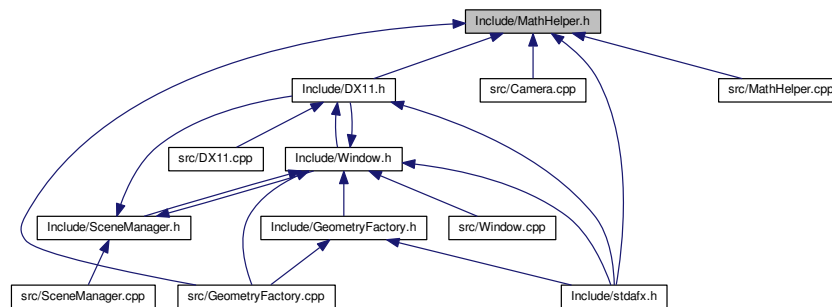 Include/MathHelper.h
Include/DX11.h
src/Camera.cpp
src/MathHelper.cpp
src/DX11.cpp
Include/Window.h
Include/SceneManager.h
Include/GeometryFactory.h
src/Window.cpp
src/SceneManager.cpp
src/GeometryFactory.cpp
Include/stdafx.h